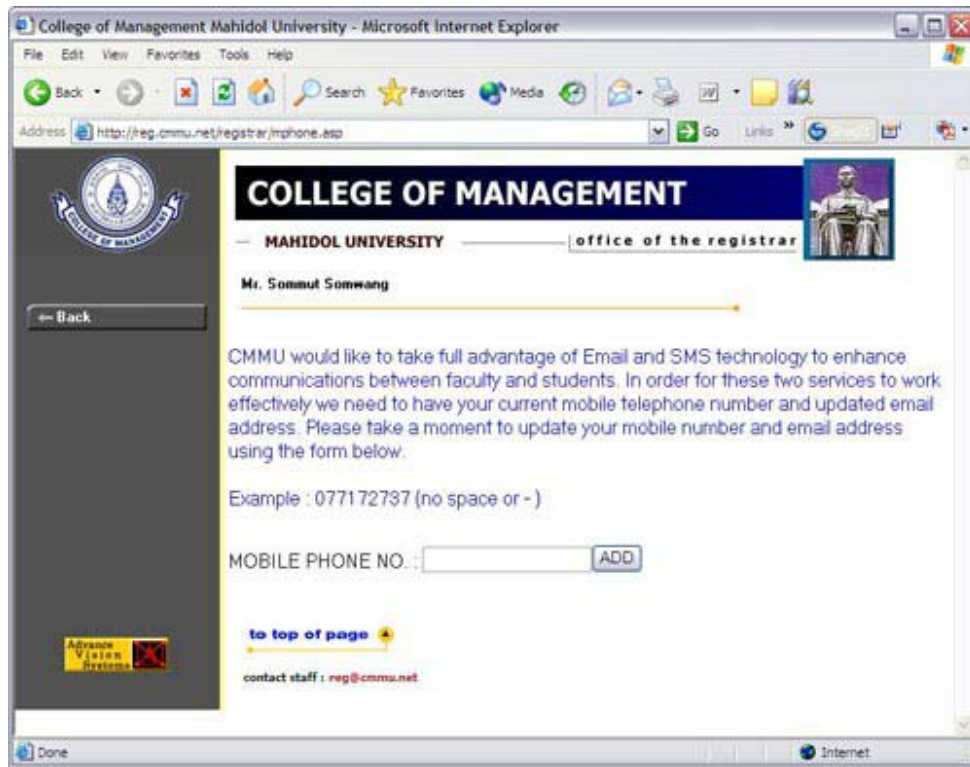 College of Management Mahidol University - Microsoft Internet Explorer
File Edit View Favorites Tools Help
Back Search Favorites Media
Address http://reg.cmmu.net/registrar/mphone.asp Go Links »
COLLEGE OF MANAGEMENT
COLLEGE OF MANAGEMENT
MAHIDOL UNIVERSITY office of the registrar
Mr. Sommut Somwang
Back
CMMU would like to take full advantage of Email and SMS technology to enhance
communications between faculty and students. In order for these two services to work
effectively we need to have your current mobile telephone number and updated email
address. Please take a moment to update your mobile number and email address
using the form below.
Example : 077172737 (no space or - )
MOBILE PHONE NO. : ADD
to top of page
Advance
Vision
Systems
contact staff : reg@cmmu.net
Done Internet